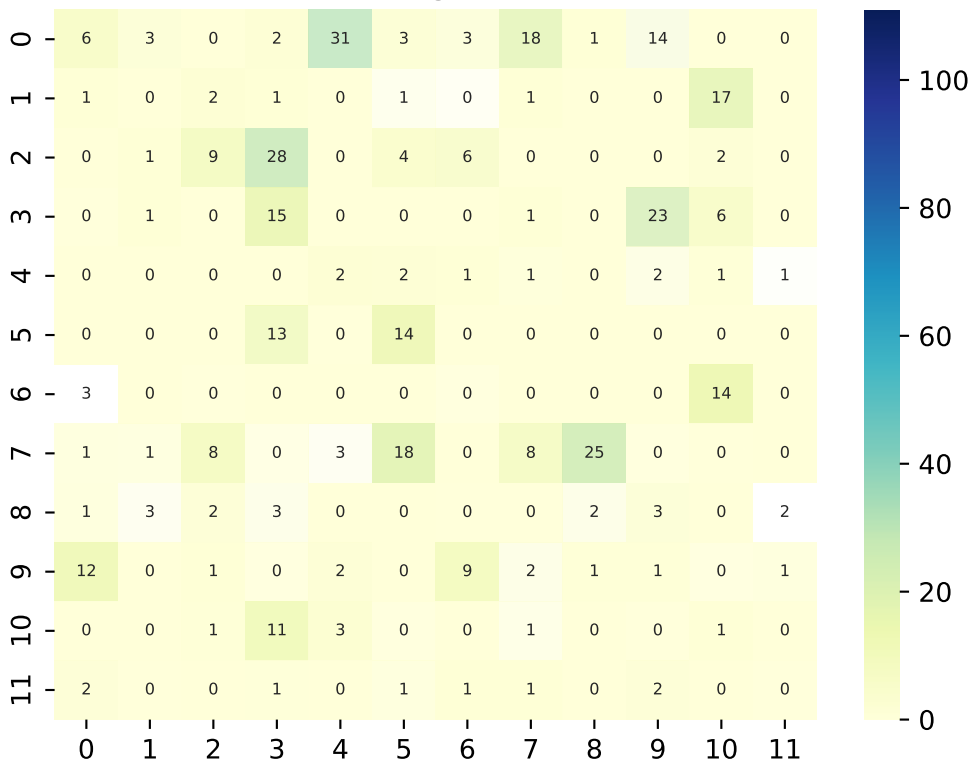 0 6 3 0 2 31 3 3 18 1 14 0 0
1 1 0 2 1 0 1 0 1 0 0 17 0
2 0 1 9 28 0 4 6 0 0 0 2 0
3 0 1 0 15 0 0 0 1 0 23 6 0
4 0 0 0 0 2 2 1 1 0 2 1 1
5 0 0 0 13 0 14 0 0 0 0 0 0
6 3 0 0 0 0 0 0 0 0 0 14 0
7 1 1 8 0 3 18 0 8 25 0 0 0
8 1 3 2 3 0 0 0 0 2 3 0 2
9 12 0 1 0 2 0 9 2 1 1 0 1
10 0 0 1 11 3 0 0 1 0 0 1 0
11 2 0 0 1 0 1 1 1 0 2 0 0
0 1 2 3 4 5 6 7 8 9 10 11
100
80
60
40
20
0